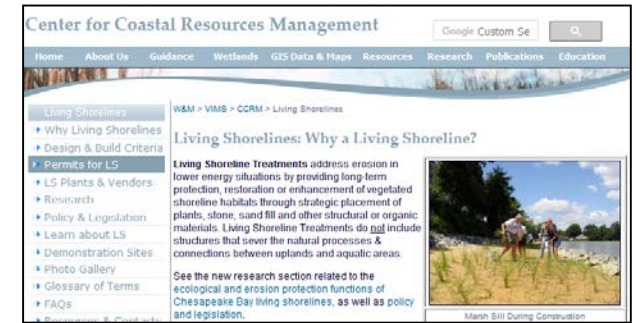 Center for Coastal Resources Management
Google Custom Se
Home About Us Guidance Wetlands GIS Data & Maps Resources Research Publications Education
Living Shorelines
Why Living Shorelines
Design & Build Criteria
Permits for LS
LS Plants & Vendors
Research
Policy & Legislation
Learn about LS
Demonstration Sites
Photo Gallery
Glossary of Terms
FAQs
Resources & Contacts
W&M > VIMS > CCRM > Living Shorelines
Living Shorelines: Why a Living Shoreline?
Living Shoreline Treatments address erosion in
lower energy situations by providing long-term
protection, restoration or enhancement of vegetated
shoreline habitats through strategic placement of
plants, stone, sand fill and other structural or organic
materials. Living Shoreline Treatments do not include
structures that sever the natural processes &
connections between uplands and aquatic areas.
See the new research section related to the
ecological and erosion protection functions of
Chesapeake Bay living shorelines, as well as policy
and legislation.
Marsh Sill During Construction